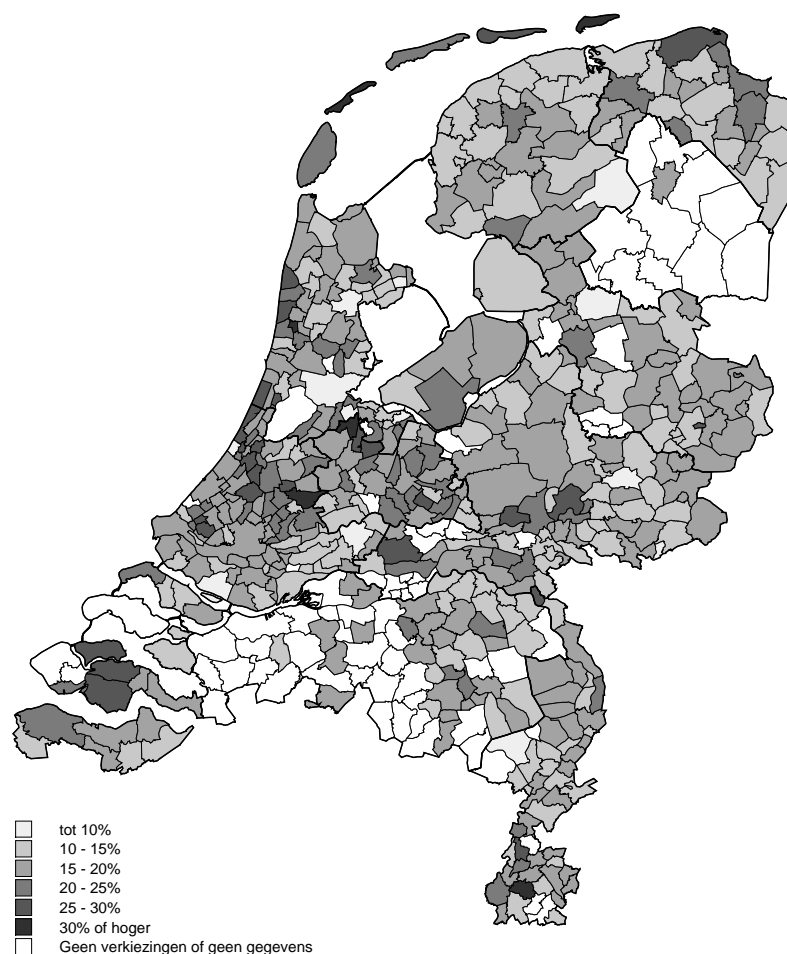 tot 10%
10 - 15%
15 - 20%
20 - 25%
25 - 30%
30% of hoger
Geen verkiezingen of geen gegevens